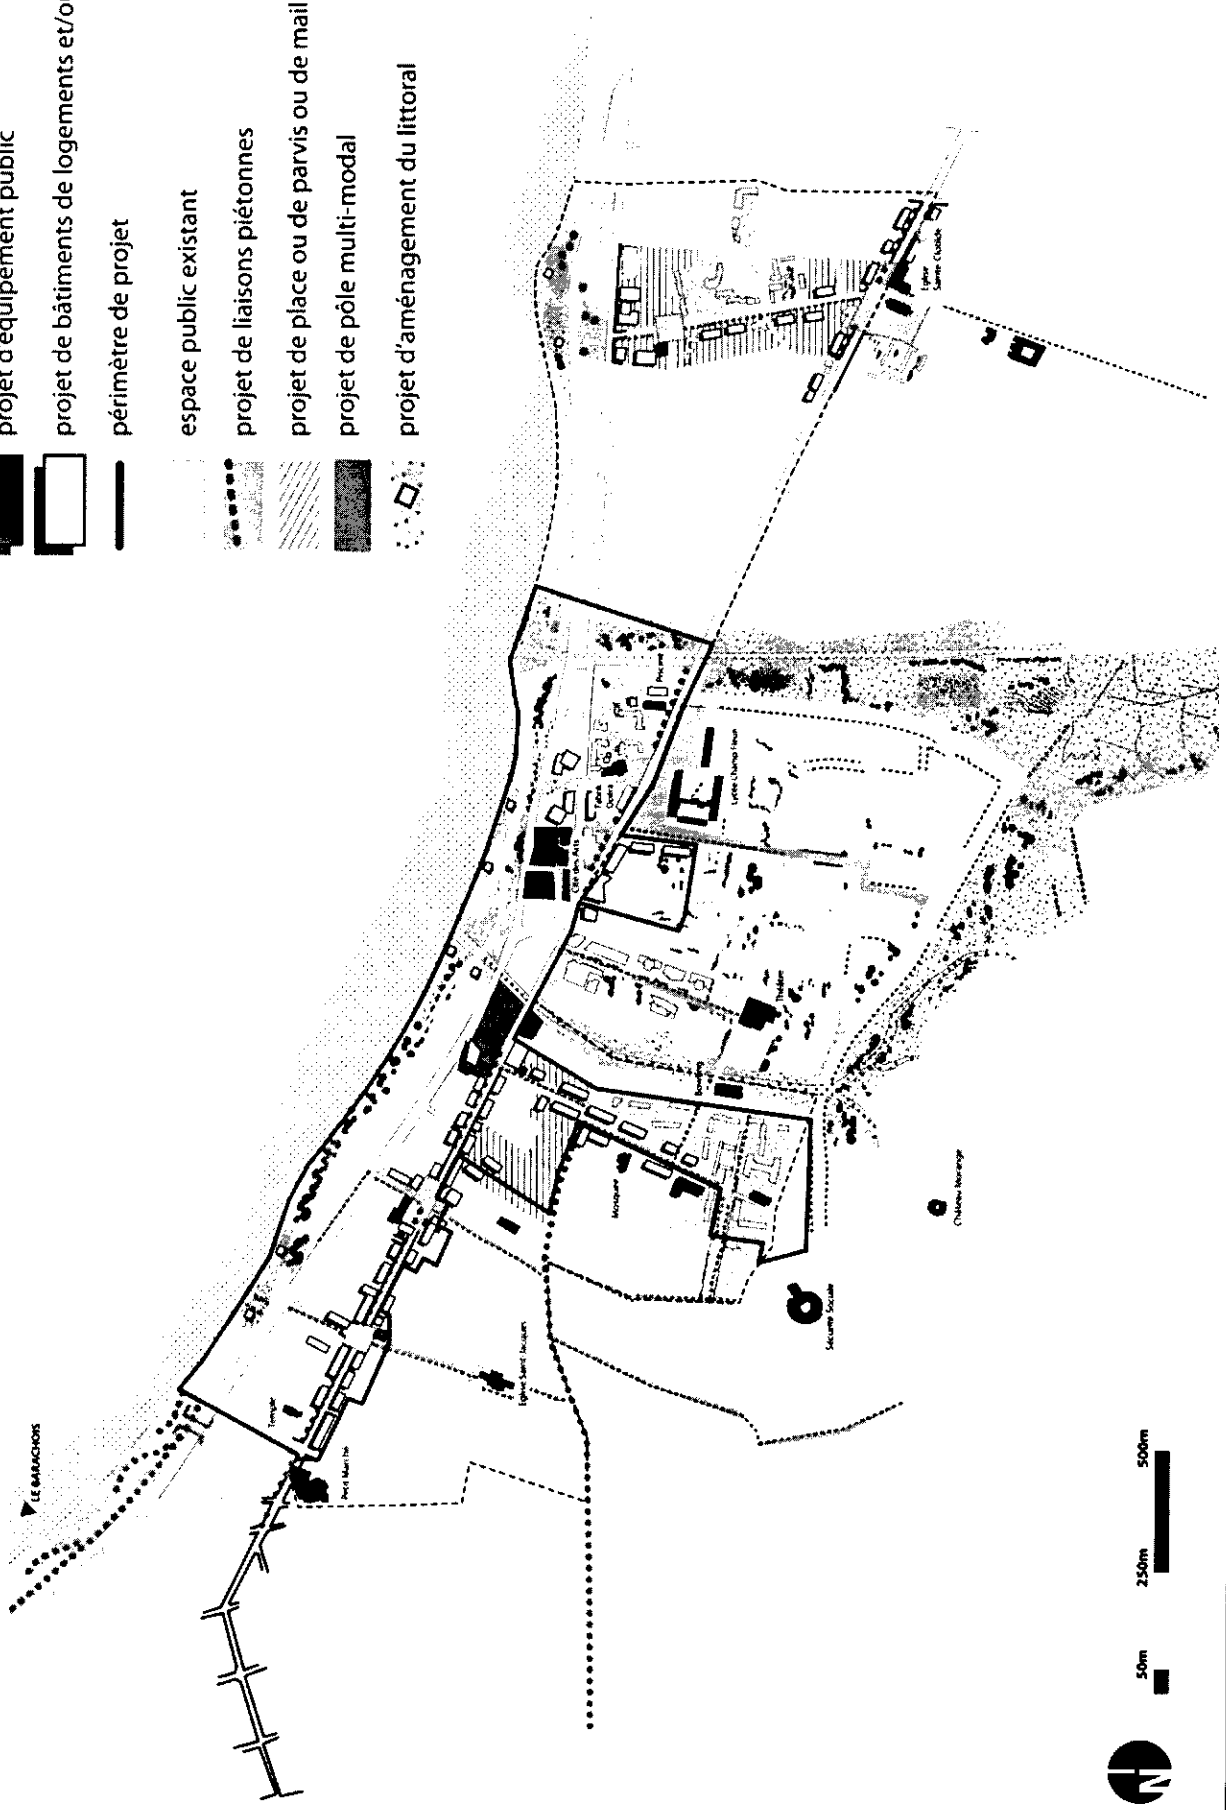 projet d'équipement public
projet de bâtiments de logements et/ou
périmètre de projet
espace public existant
projet de liaisons piétonnes
projet de place ou de parvis ou de mail
projet de pôle multi-modal
projet d'aménagement du littoral
LE BARACHOIS
Temple
Petit Marché
Eglise Saint-Jacques
Mosquée
Sécurité Sociale
Château Morange
Bowling
Théâtre
Cité des Arts
Lycée Champ Fleuri
Piscine
Eglise
Sainte Clotilde
50m
250m
500m
N